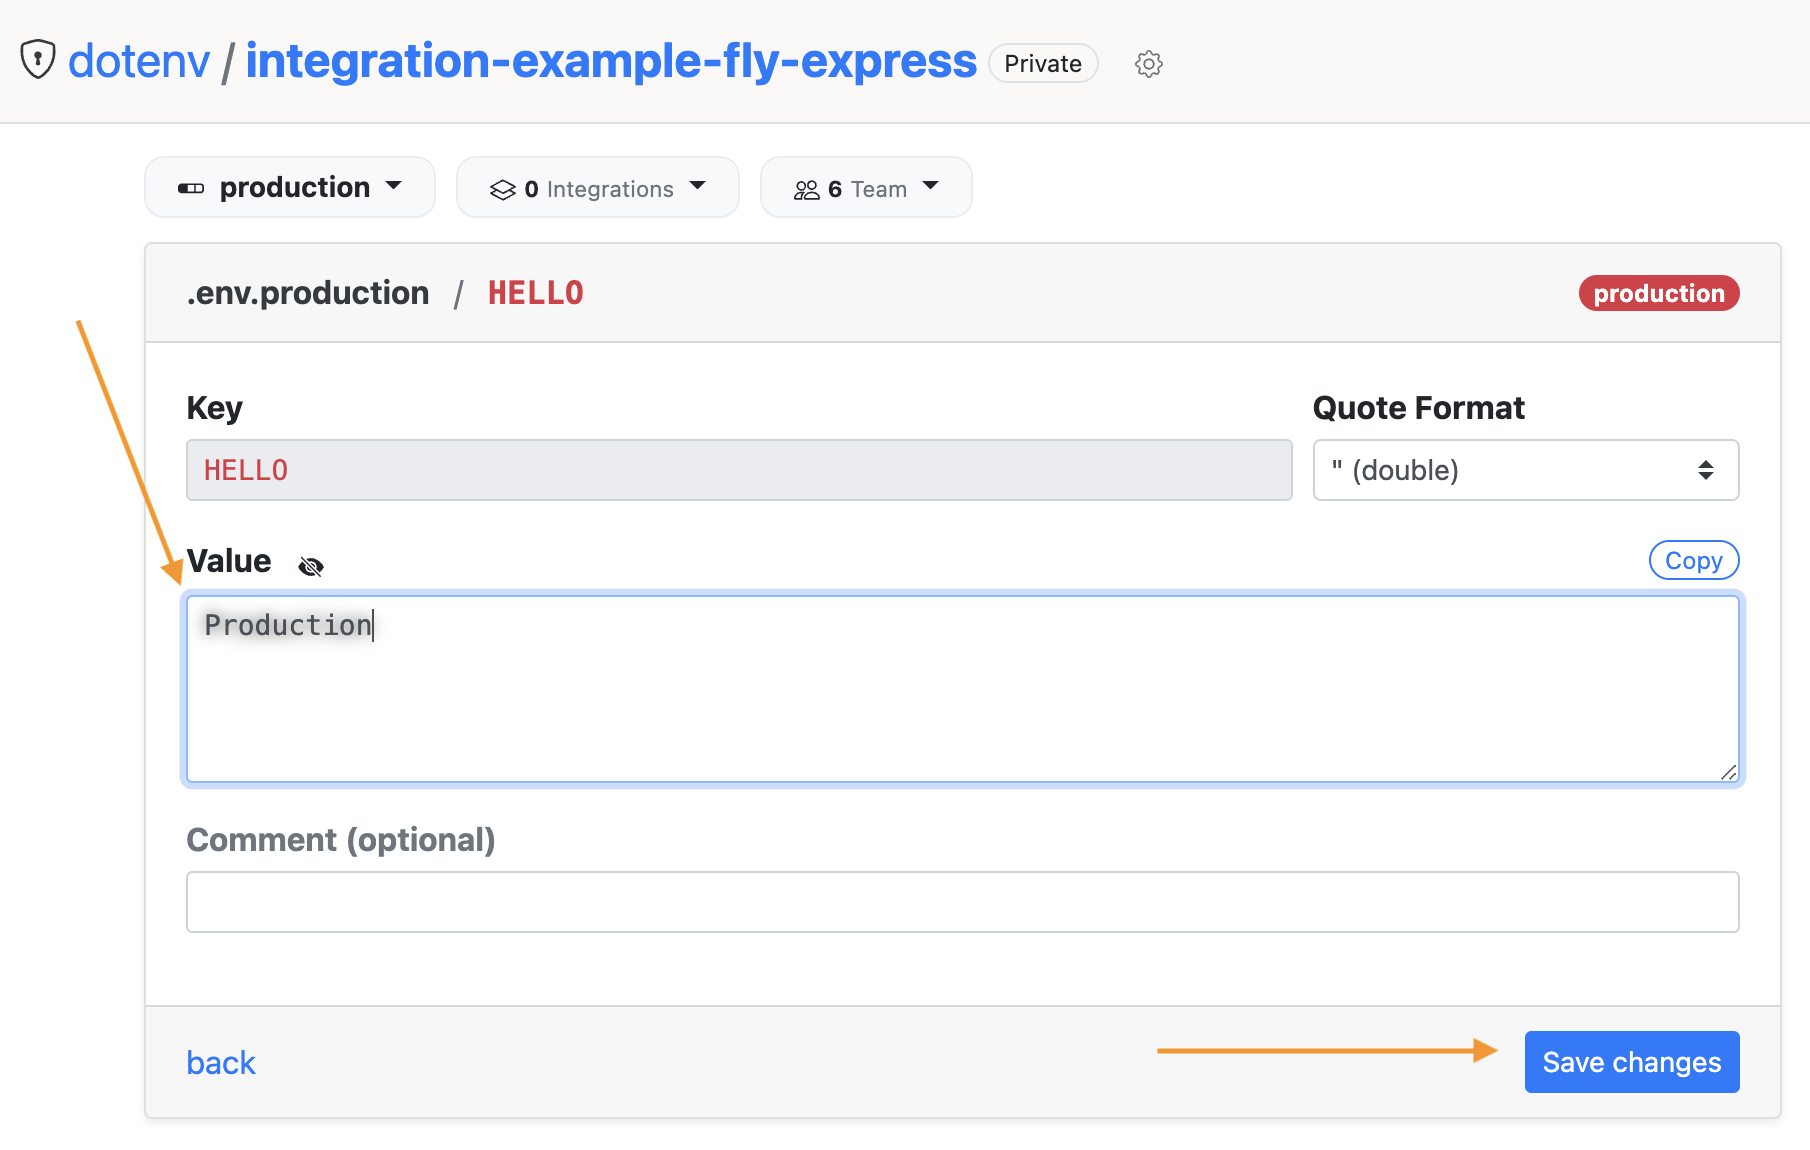 dotenv / integration-example-fly-express Private
production 0 Integrations 6 Team
.env.production / HELLO production
Key Quote Format
HELLO " (double)
Value Copy
Production
Comment (optional)
back Save changes